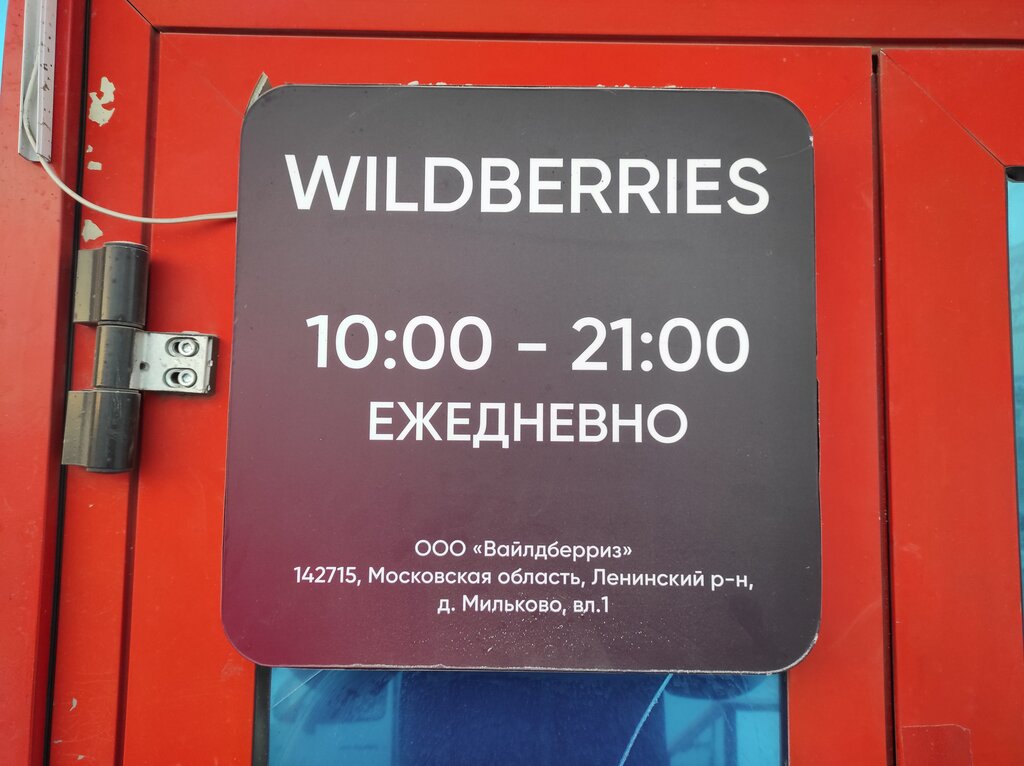 WILDBERRIES
10:00 - 21:00
ЕЖЕДНЕВНО
ООО «Вайлдберриз»
142715, Московская область, Ленинский р-н,
д. Мильково, вл.1